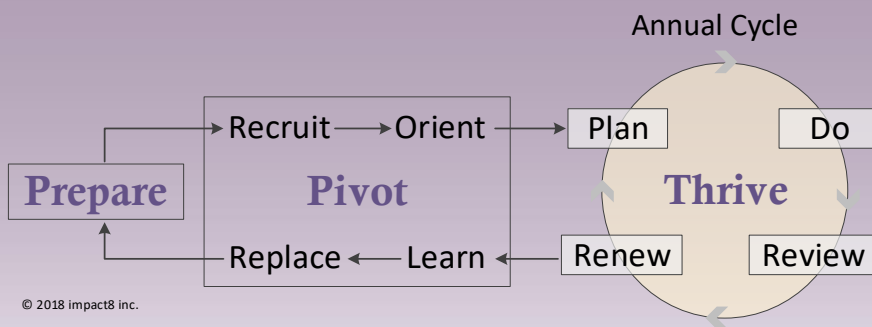 Annual Cycle
Recruit
Orient
Plan
Do
Prepare
Pivot
Thrive
Replace
Learn
Renew
Review
© 2018 impact8 inc.